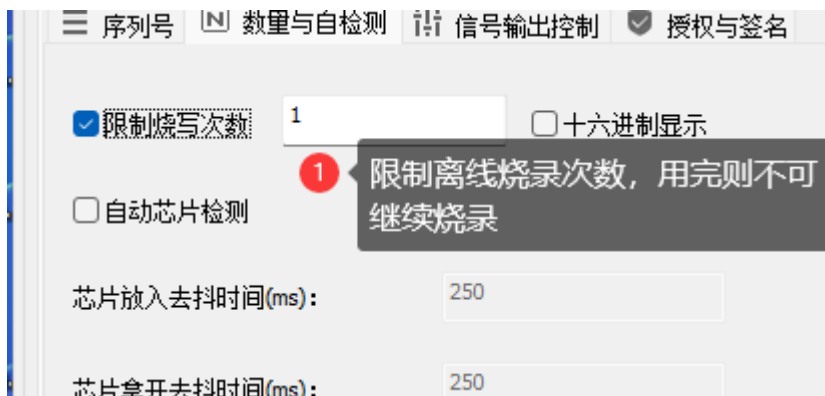 序列号 N 数量与自检测 信号输出控制 授权与签名
限制烧写次数 1 十六进制显示
1 限制离线烧录次数，用完则不可
继续烧录
自动芯片检测
芯片放入去抖时间(ms)： 250
芯片拿开去抖时间(ms)： 250